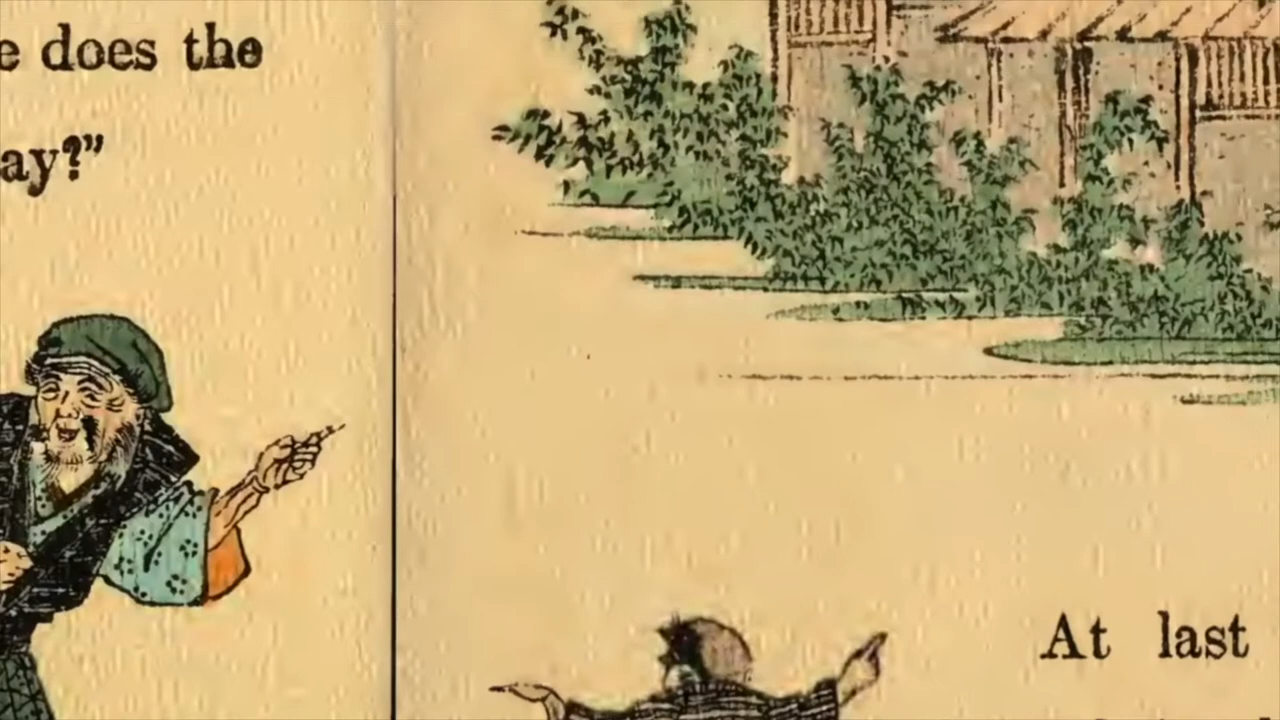 e does the
ay?”
At last